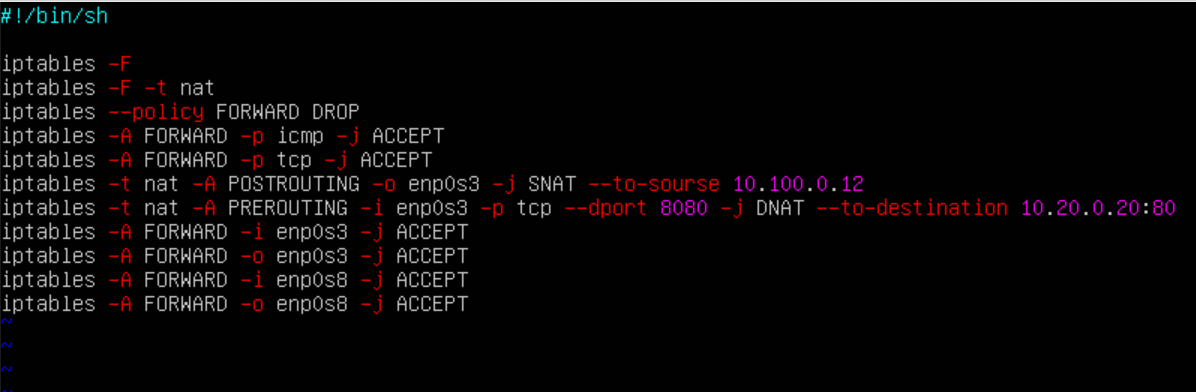 #!/bin/sh
iptables -F
iptables -F -t nat
iptables --policy FORWARD DROP
iptables -A FORWARD -p icmp -j ACCEPT
iptables -A FORWARD -p tcp -j ACCEPT
iptables -t nat -A POSTROUTING -o enp0s3 -j SNAT --to-sourse 10.100.0.12
iptables -t nat -A PREROUTING -i enp0s3 -p tcp --dport 8080 -j DNAT --to-destination 10.20.0.20:80
iptables -A FORWARD -i enp0s3 -j ACCEPT
iptables -A FORWARD -o enp0s3 -j ACCEPT
iptables -A FORWARD -i enp0s8 -j ACCEPT
iptables -A FORWARD -o enp0s8 -j ACCEPT
~
~
~
~